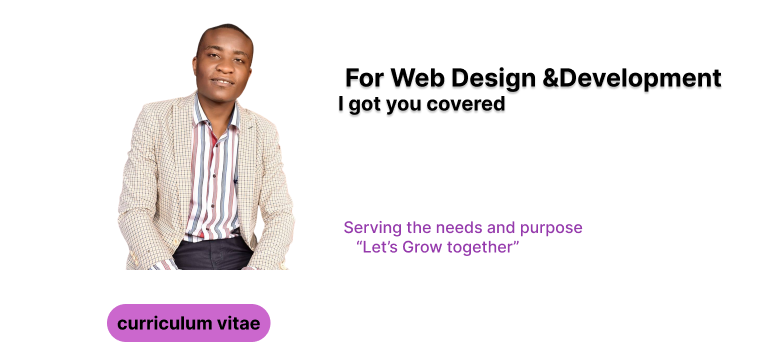 For Web Design &Development
I got you covered
Serving the needs and purpose
“Let’s Grow together”
curriculum vitae